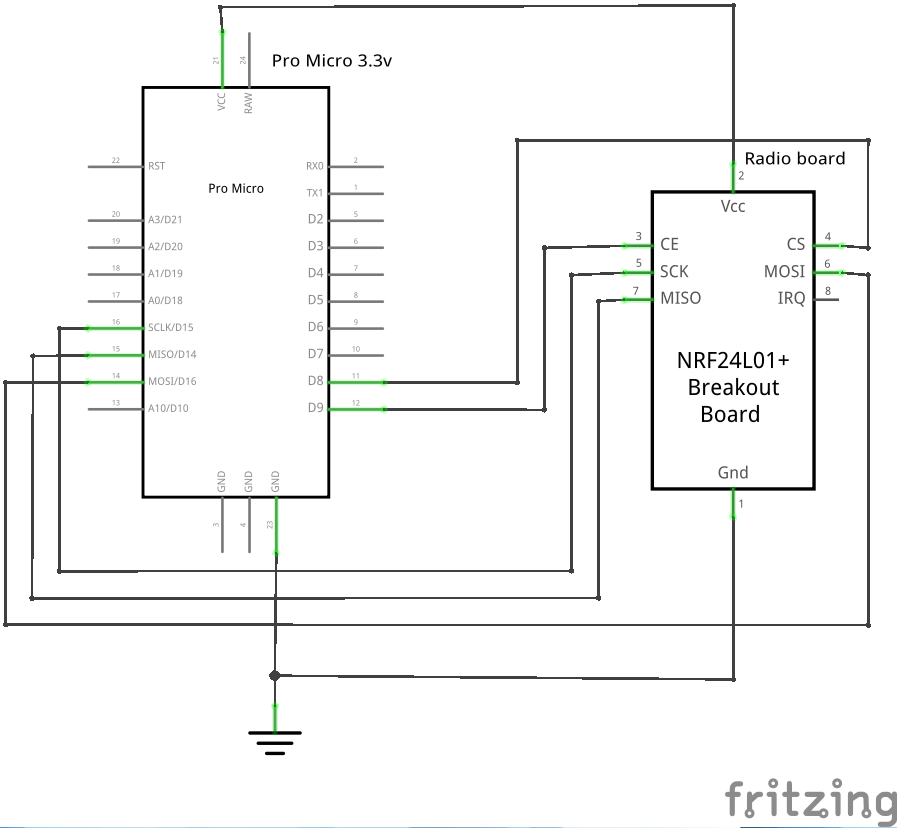 21
24
Pro Micro 3.3v
VCC
RAW
Radio board
2
22
RST
RX0
2
Pro Micro
TX1
1
Vcc
20
A3/D21
D2
5
19
A2/D20
D3
6
3
CE
CS
4
18
A1/D19
D4
7
5
SCK
MOSI
6
17
A0/D18
D5
8
7
MISO
IRQ
8
16
SCLK/D15
D6
9
15
MISO/D14
D7
10
14
MOSI/D16
D8
11
13
A10/D10
D9
12
NRF24L01+
Breakout
Board
GND
GND
GND
Gnd
3
4
23
1
fritzing